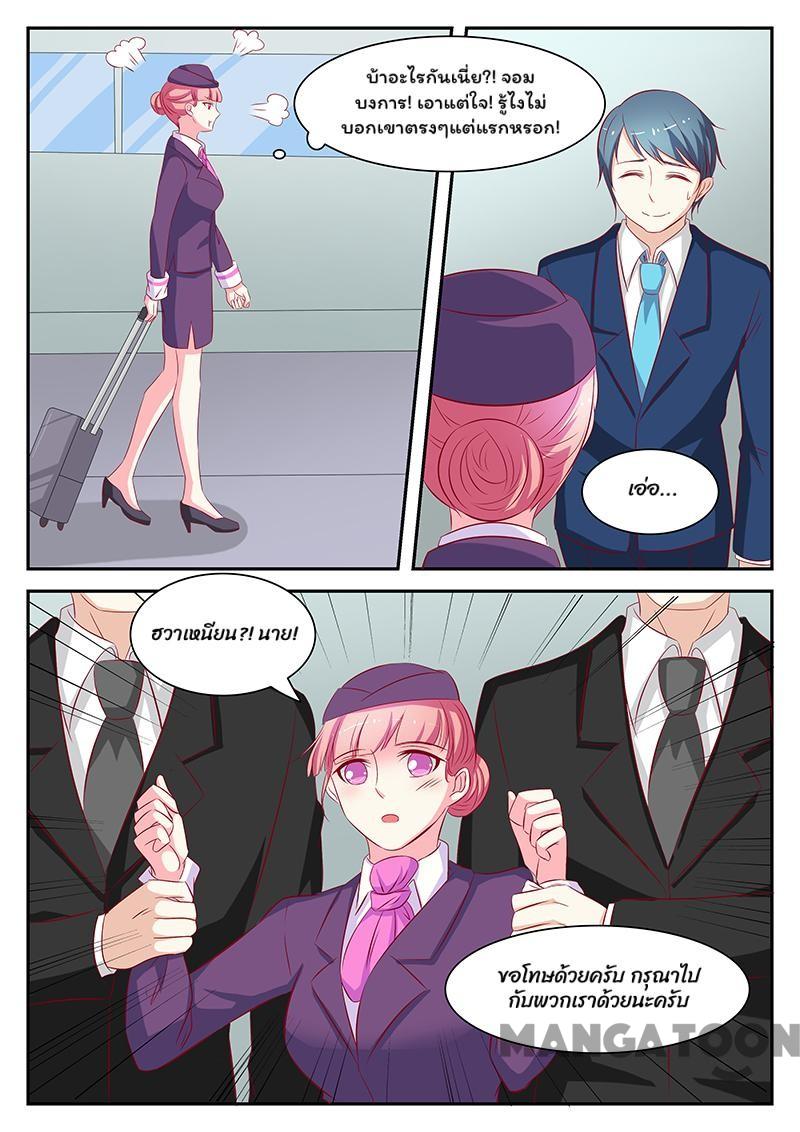 บ้าอะไรกันเนี่ย?! จอม
บงการ! เอาแต่ใจ! รู้ไงไม่
บอกเขาตรงๆแต่แรกหรอก!
เอ่อ...
ฮวาเหนียน?! นาย!
ขอโทษด้วยครับ กรุณาไป
กับพวกเราด้วยนะครับ
MANGATOON